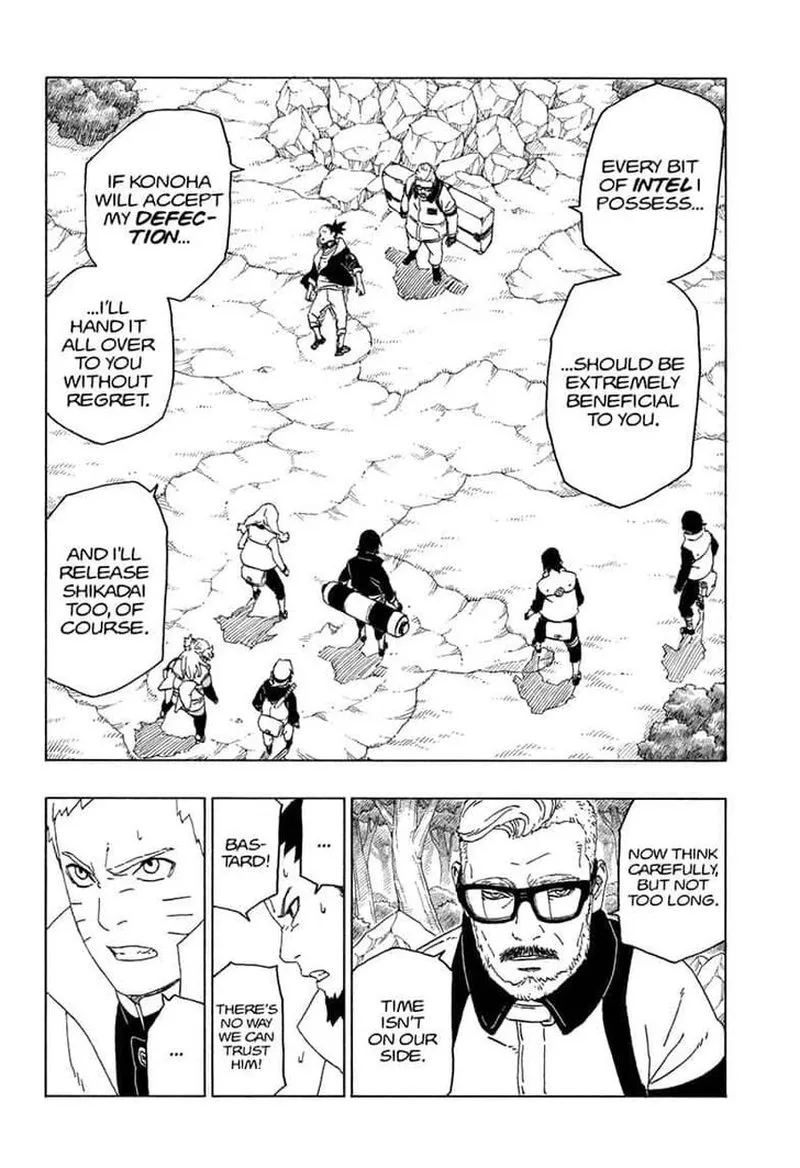 EVERY BIT
OF INTEL I
POSSESS...
...SHOULD BE
EXTREMELY
BENEFICIAL
TO YOU.
IF KONOHA
WILL ACCEPT
MY DEFEC-
TION...
...I'LL
HAND IT
ALL OVER
TO YOU
WITHOUT
REGRET.
AND I'LL
RELEASE
SHIKADAI
TOO, OF
COURSE.
NOW THINK
CAREFULLY,
BUT NOT
TOO LONG.
TIME
ISN'T
ON OUR
SIDE.
...
BAS-
TARD!
THERE'S
NO WAY
WE CAN
TRUST
HIM!
...